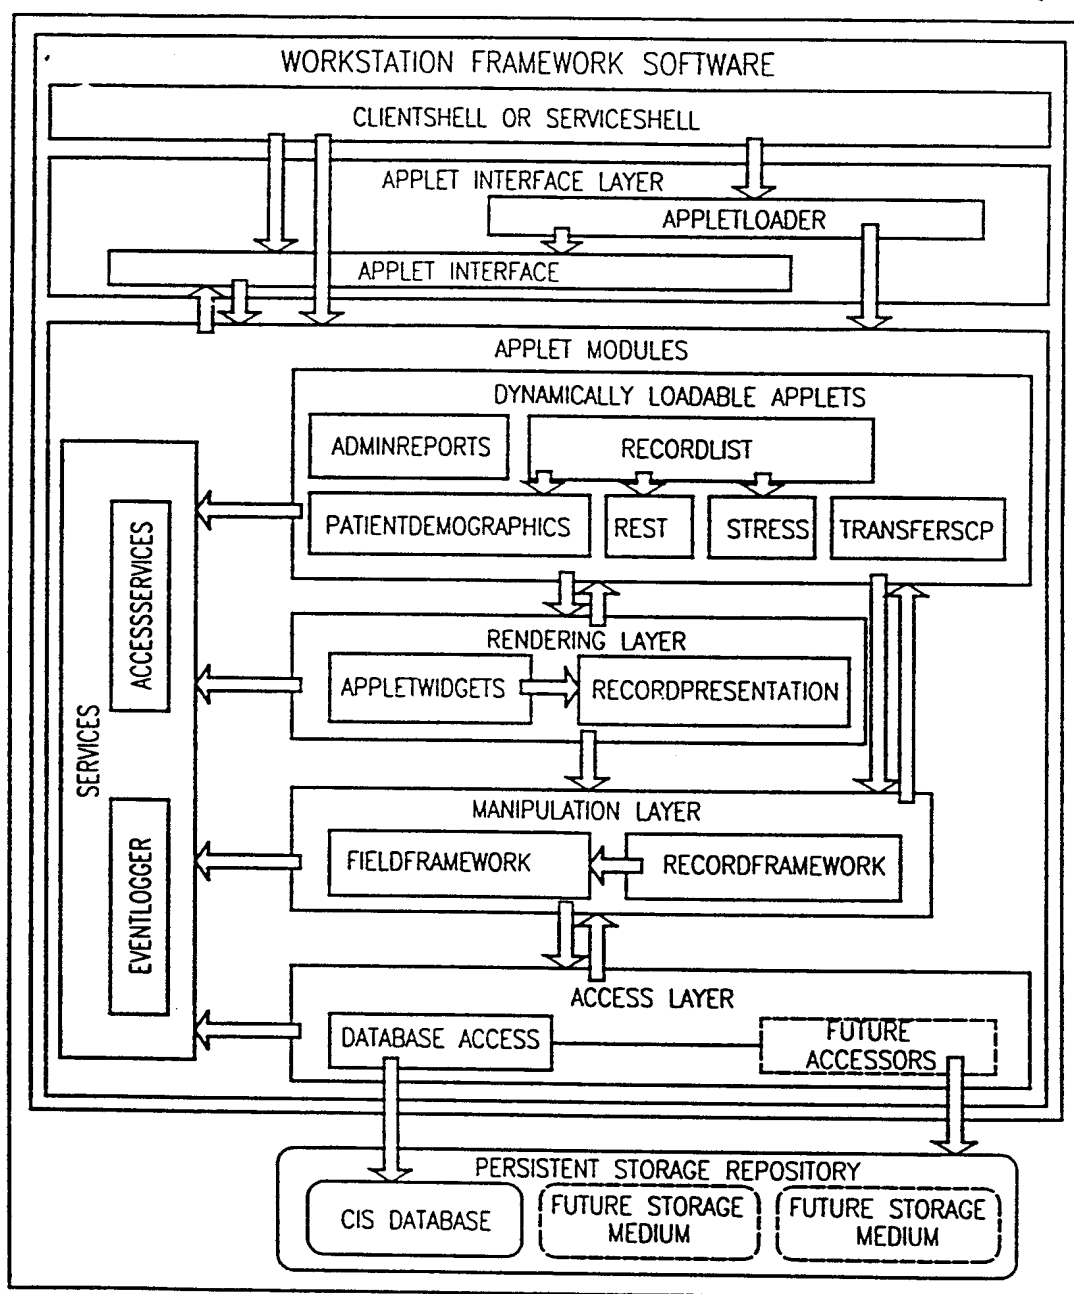 WORKSTATION FRAMEWORK SOFTWARE
CLIENTSHELL OR SERVICESHELL
APPLET INTERFACE LAYER
APPLETLOADER
APPLET INTERFACE
APPLET MODULES
DYNAMICALLY LOADABLE APPLETS
ADMINREPORTS
RECORDLIST
PATIENTDEMOGRAPHICS
REST
STRESS
TRANSFERSCP
SERVICES
ACCESSSERVICES
EVENTLOGGER
RENDERING LAYER
APPLETWIDGETS
RECORDPRESENTATION
MANIPULATION LAYER
FIELDFRAMEWORK
RECORDFRAMEWORK
ACCESS LAYER
DATABASE ACCESS
FUTURE
ACCESSORS
PERSISTENT STORAGE REPOSITORY
CIS DATABASE
FUTURE STORAGE
MEDIUM
FUTURE STORAGE
MEDIUM